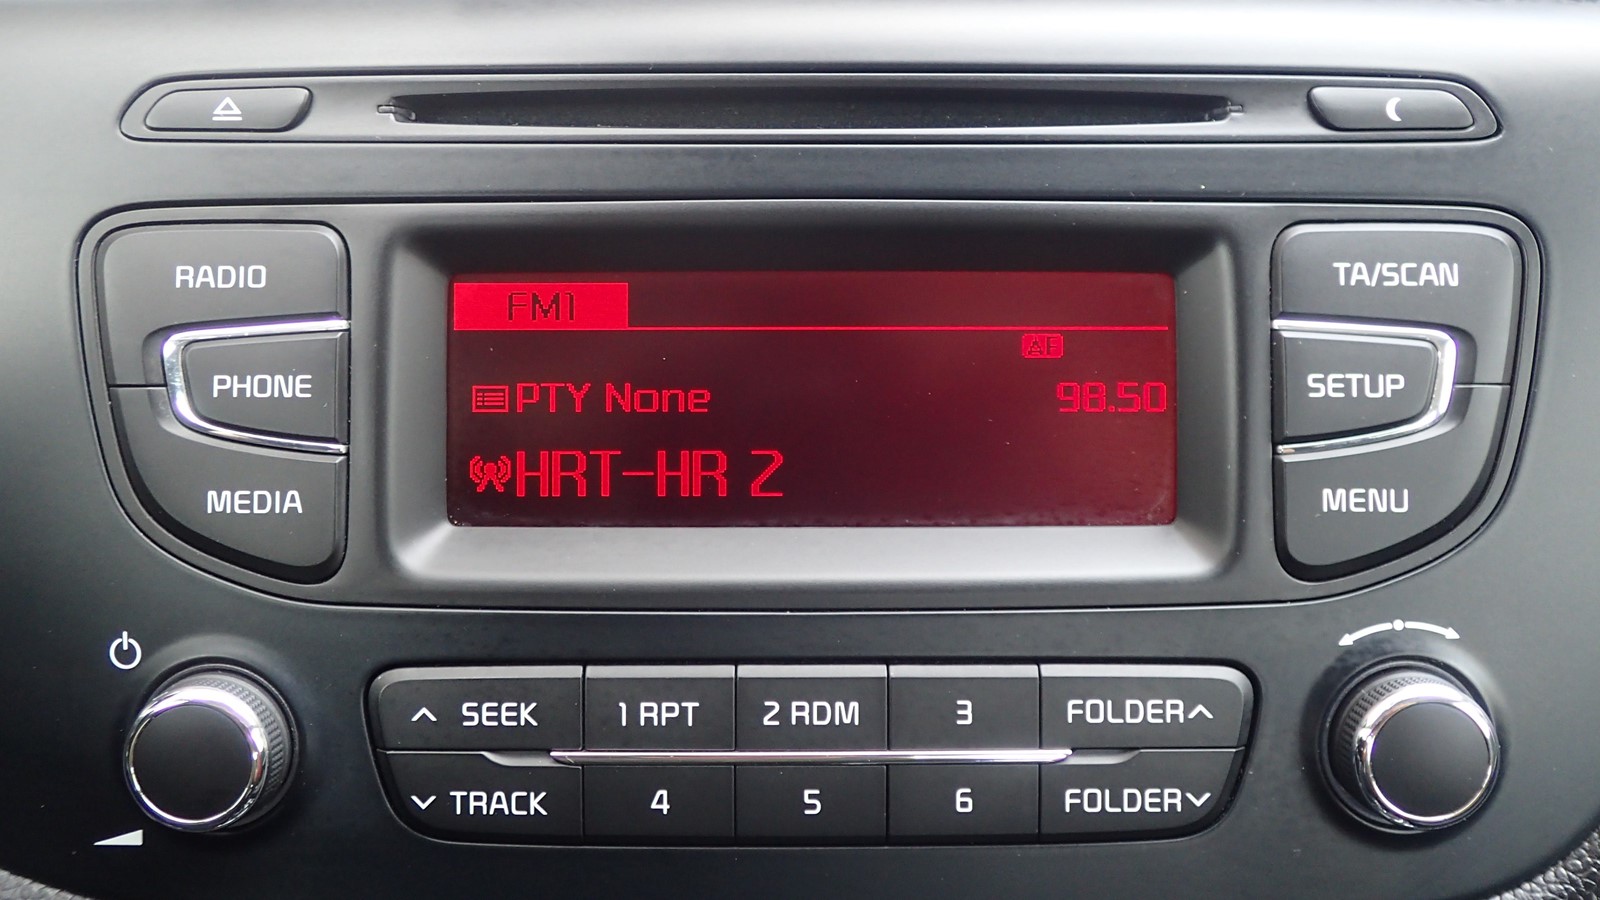 RADIO
PHONE
MEDIA
FM1
AF
PTY None 98.50
HRT-HR 2
TA/SCAN
SETUP
MENU
SEEK 1 RPT 2 RDM 3 FOLDER
TRACK 4 5 6 FOLDER